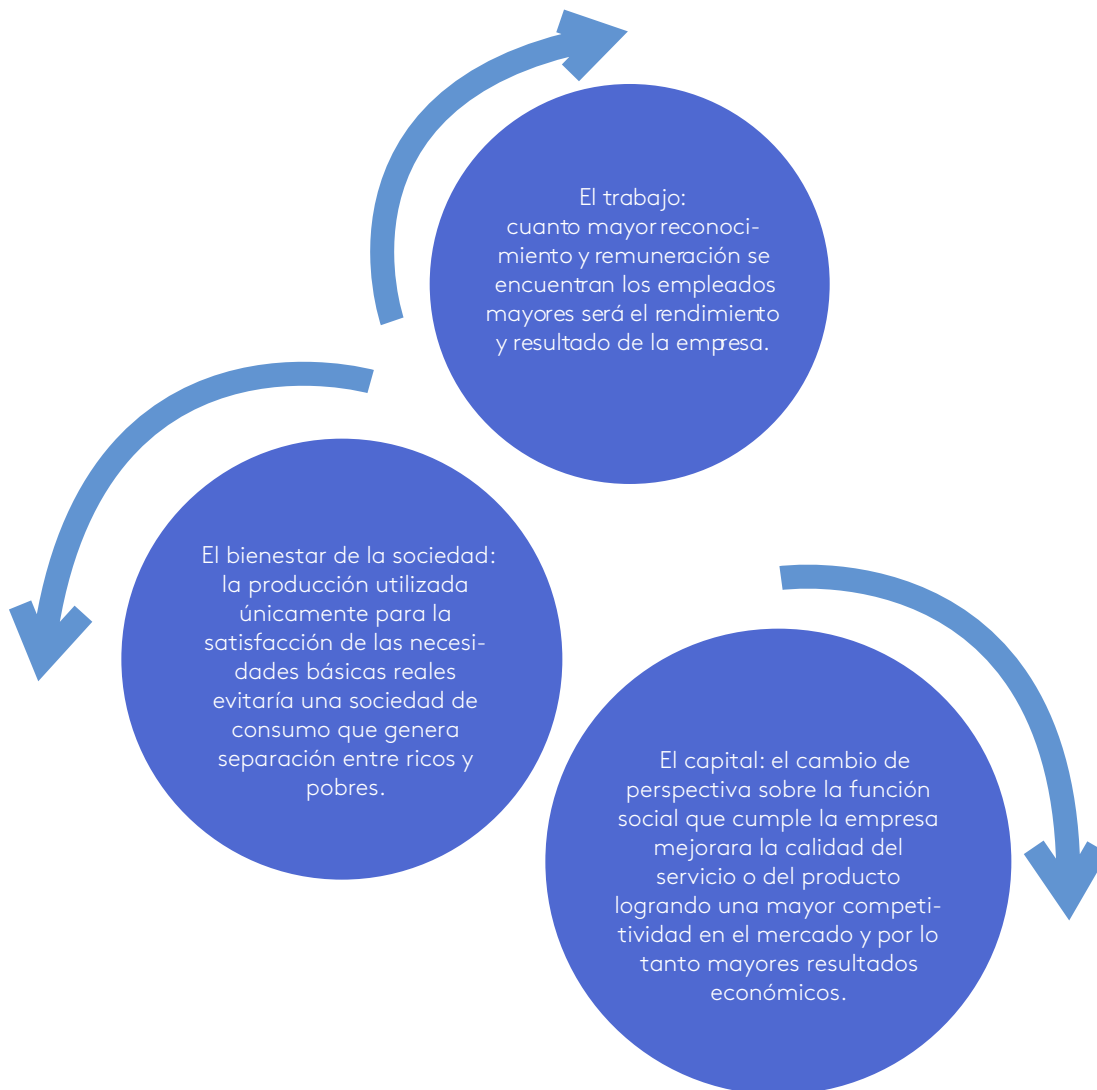 El trabajo:
cuanto mayor reconoci-
miento y remuneración se
encuentran los empleados
mayores será el rendimiento
y resultado de la empresa.
El bienestar de la sociedad:
la producción utilizada
únicamente para la
satisfacción de las necesi-
dades básicas reales
evitaría una sociedad de
consumo que genera
separación entre ricos y
pobres.
El capital: el cambio de
perspectiva sobre la función
social que cumple la empresa
mejorara la calidad del
servicio o del producto
logrando una mayor competi-
tividad en el mercado y por lo
tanto mayores resultados
económicos.